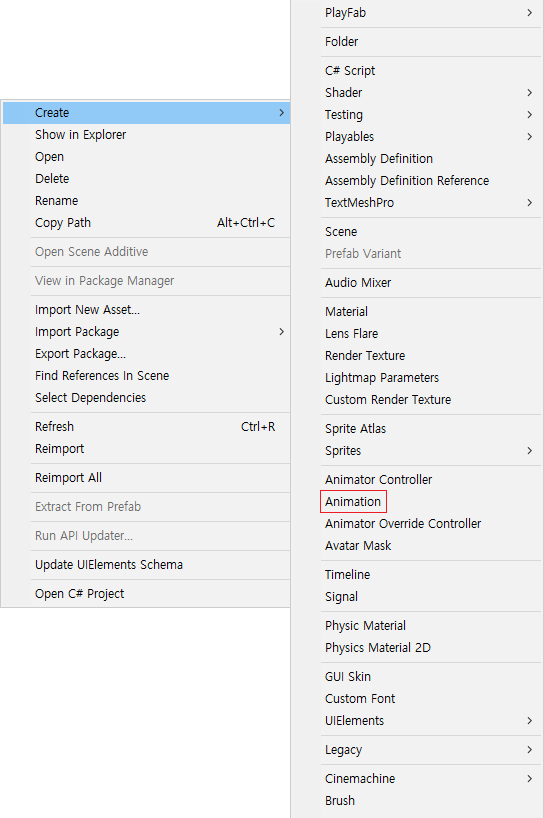 Create
Show in Explorer
Open
Delete
Rename
Copy Path Alt+Ctrl+C
Open Scene Additive
View in Package Manager
Import New Asset...
Import Package
Export Package...
Find References In Scene
Select Dependencies
Refresh Ctrl+R
Reimport
Reimport All
Extract From Prefab
Run API Updater...
Update UIElements Schema
Open C# Project
PlayFab
Folder
C# Script
Shader
Testing
Playables
Assembly Definition
Assembly Definition Reference
TextMeshPro
Scene
Prefab Variant
Audio Mixer
Material
Lens Flare
Render Texture
Lightmap Parameters
Custom Render Texture
Sprite Atlas
Sprites
Animator Controller
Animation
Animator Override Controller
Avatar Mask
Timeline
Signal
Physic Material
Physics Material 2D
GUI Skin
Custom Font
UIElements
Legacy
Cinemachine
Brush